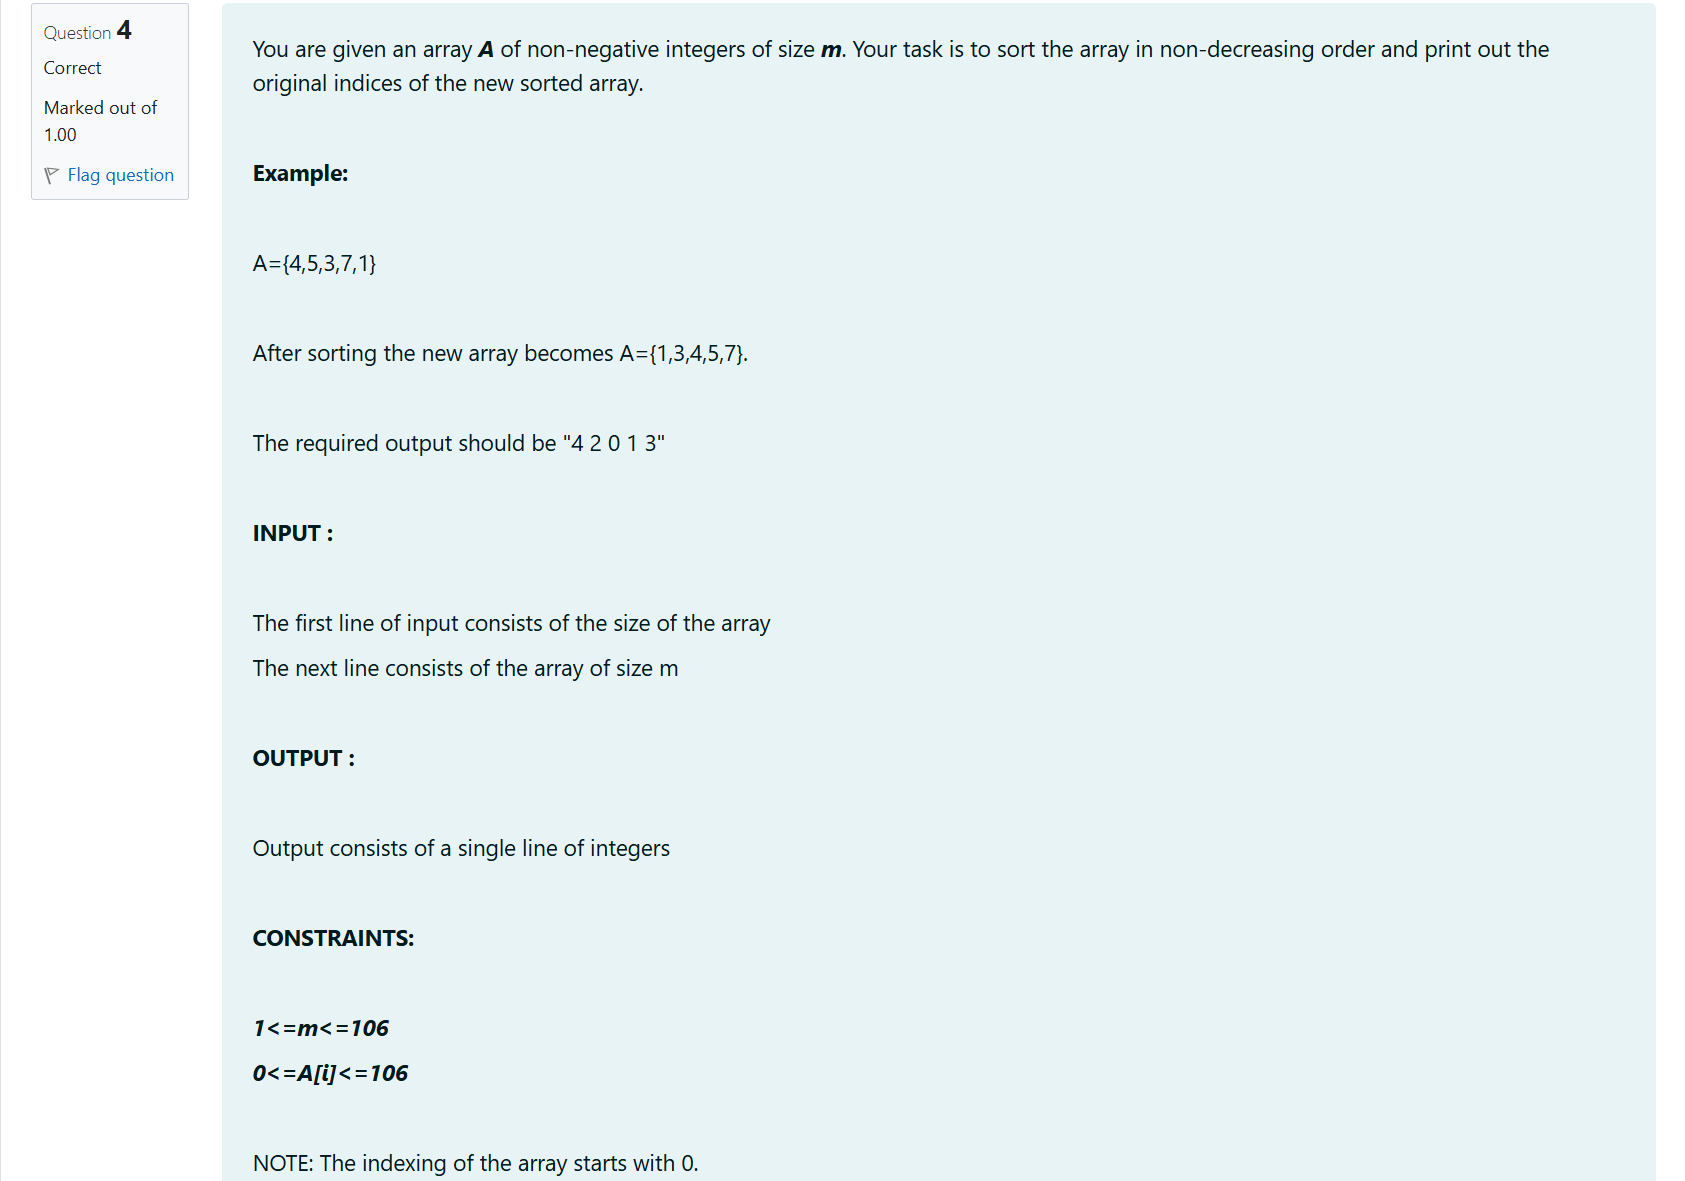 Question 4
Correct
Marked out of
1.00
Flag question
You are given an array A of non-negative integers of size m. Your task is to sort the array in non-decreasing order and print out the
original indices of the new sorted array.
Example:
A={4,5,3,7,1}
After sorting the new array becomes A={1,3,4,5,7}.
The required output should be "4 2 0 1 3"
INPUT :
The first line of input consists of the size of the array
The next line consists of the array of size m
OUTPUT :
Output consists of a single line of integers
CONSTRAINTS:
1<=m<=106
0<=A[i]<=106
NOTE: The indexing of the array starts with 0.